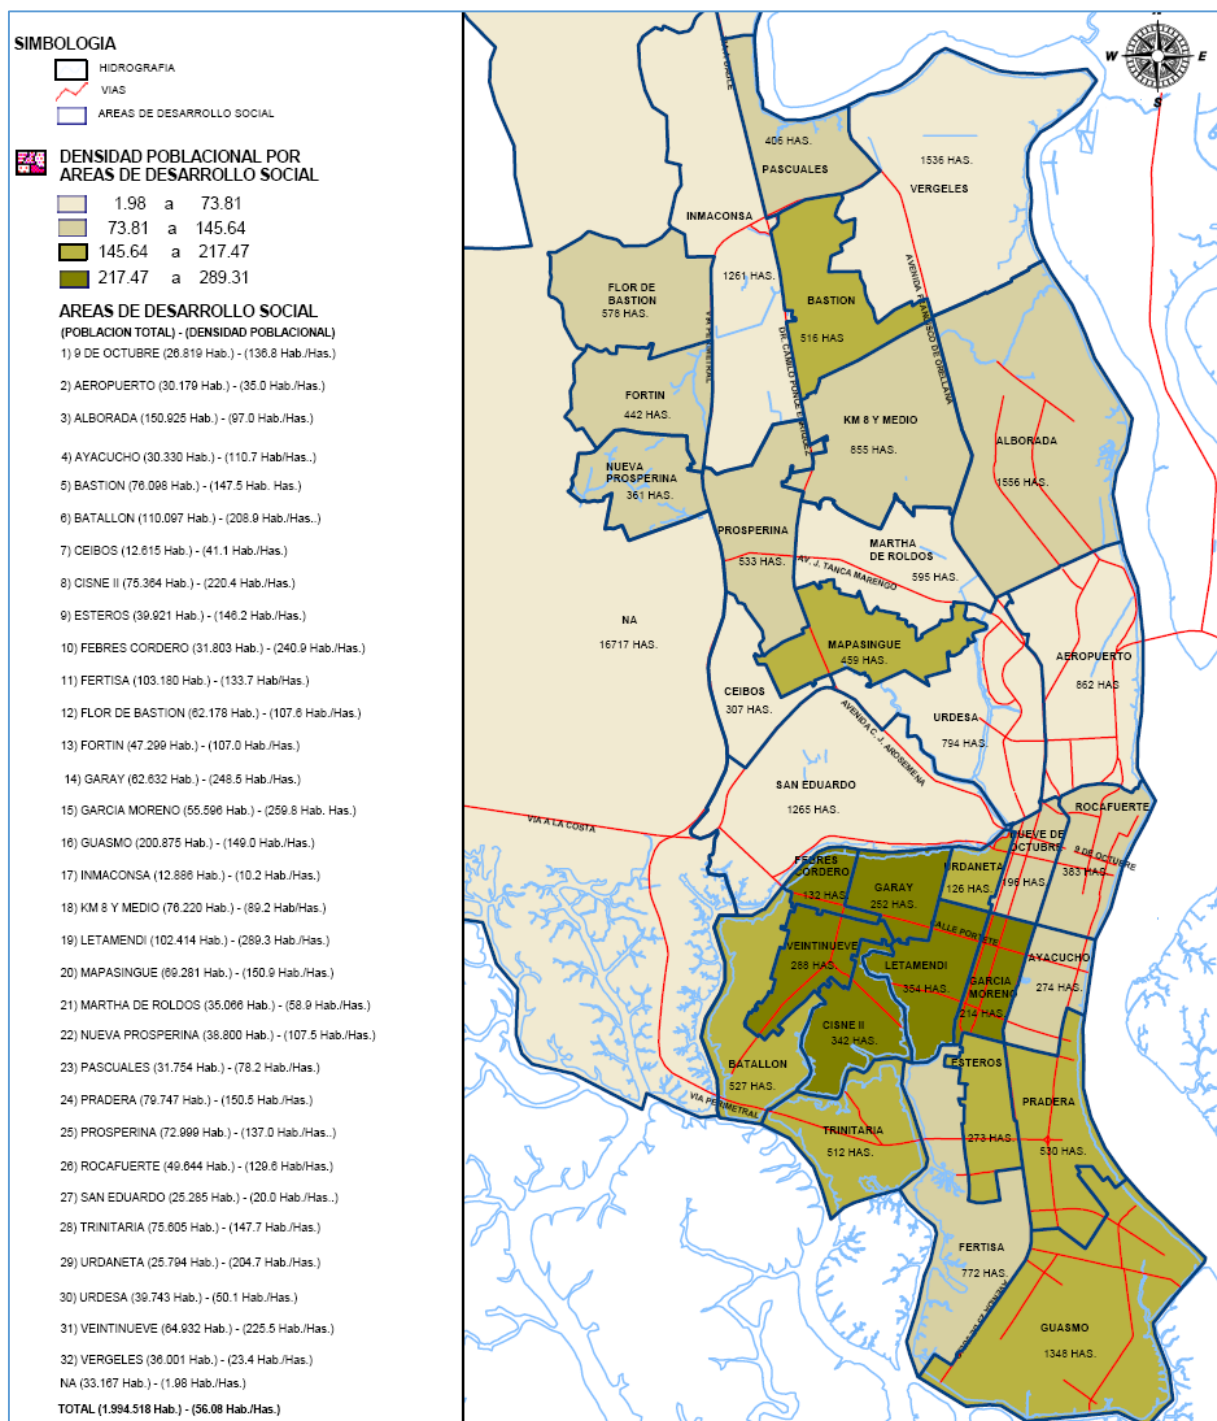 SIMBOLOGIA
HIDROGRAFIA
VIAS
AREAS DE DESARROLLO SOCIAL
DENSIDAD POBLACIONAL POR
AREAS DE DESARROLLO SOCIAL
1.98 a 73.81
73.81 a 145.64
145.64 a 217.47
217.47 a 289.31
AREAS DE DESARROLLO SOCIAL
(POBLACION TOTAL) - (DENSIDAD POBLACIONAL)
1) 9 DE OCTUBRE (26.819 Hab.) - (136.8 Hab/Has.)
2) AEROPUERTO (30.179 Hab.) - (35.0 Hab./Has.)
3) ALBORADA (150.925 Hab.) - (97.0 Hab./Has.)
4) AYACUCHO (30.330 Hab.) - (110.7 Hab/Has..)
5) BASTION (76.098 Hab.) - (147.5 Hab. Has.)
6) BATALLON (110.097 Hab.) - (208.9 Hab./Has..)
7) CEIBOS (12.615 Hab.) - (41.1 Hab./Has.)
8) CISNE II (75.364 Hab.) - (220.4 Hab./Has.)
9) ESTEROS (39.921 Hab.) - (146.2 Hab./Has.)
10) FEBRES CORDERO (31.803 Hab.) - (240.9 Hab./Has.)
11) FERTISA (103.180 Hab.) - (133.7 Hab/Has.)
12) FLOR DE BASTION (62.178 Hab.) - (107.6 Hab./Has.)
13) FORTIN (47.299 Hab.) - (107.0 Hab./Has.)
14) GARAY (62.632 Hab.) - (248.5 Hab./Has.)
15) GARCIA MORENO (55.596 Hab.) - (259.8 Hab. Has.)
16) GUASMO (200.875 Hab.) - (149.0 Hab./Has.)
17) INMACONSA (12.886 Hab.) - (10.2 Hab./Has.)
18) KM 8 Y MEDIO (76.220 Hab.) - (89.2 Hab/Has.)
19) LETAMENDI (102.414 Hab.) - (289.3 Hab./Has.)
20) MAPASINGUE (69.281 Hab.) - (150.9 Hab./Has.)
21) MARTHA DE ROLDOS (35.066 Hab.) - (58.9 Hab./Has.)
22) NUEVA PROSPERINA (38.800 Hab.) - (107.5 Hab./Has.)
23) PASCUALES (31.754 Hab.) - (78.2 Hab./Has.)
24) PRADERA (79.747 Hab.) - (150.5 Hab./Has.)
25) PROSPERINA (72.999 Hab.) - (137.0 Hab./Has..)
26) ROCAFUERTE (49.644 Hab.) - (129.6 Hab/Has.)
27) SAN EDUARDO (25.285 Hab.) - (20.0 Hab./Has..)
28) TRINITARIA (75.605 Hab.) - (147.7 Hab./Has.)
29) URDANETA (25.794 Hab.) - (204.7 Hab./Has.)
30) URDESA (39.743 Hab.) - (50.1 Hab./Has.)
31) VEINTINUEVE (64.932 Hab.) - (225.5 Hab./Has.)
32) VERGELES (36.001 Hab.) - (23.4 Hab./Has.)
NA (33.167 Hab.) - (1.98 Hab./Has.)
TOTAL (1.994.518 Hab.) - (56.08 Hab./Has.)
W
E
S
406 HAS.
PASCUALES
1536 HAS.
VERGELES
INMACONSA
1261 HAS.
FLOR DE
BASTION
578 HAS.
BASTION
516 HAS
VIA PERIMETRAL
DR. CAMILO PONCE ENRIQUEZ
AVENIDA FRANCISCO DE ORELLANA
FORTIN
442 HAS.
KM 8 Y MEDIO
855 HAS.
ALBORADA
1556 HAS.
NUEVA
PROSPERINA
361 HAS.
PROSPERINA
533 HAS.
MARTHA
DE ROLDOS
595 HAS.
AV. J. TANCA MARENGO
NA
16717 HAS.
MAPASINGUE
459 HAS.
AEROPUERTO
862 HAS
CEIBOS
307 HAS.
URDESA
794 HAS.
AVENIDA C. J. AROSEMENA
SAN EDUARDO
1265 HAS.
VIA A LA COSTA
ROCAFUERTE
383 HAS.
9 DE OCTUBRE
NUEVE DE
OCTUBRE
196 HAS.
FEBRES
CORDERO
132 HAS.
GARAY
252 HAS.
URDANETA
126 HAS.
CALLE PORTETE
VEINTINUEVE
288 HAS.
LETAMENDI
354 HAS.
GARCIA
MORENO
214 HAS.
AYACUCHO
274 HAS.
CISNE II
342 HAS.
BATALLON
527 HAS.
ESTEROS
273 HAS.
PRADERA
530 HAS.
VIA PERIMETRAL
TRINITARIA
512 HAS.
FERTISA
772 HAS.
GUASMO
1348 HAS.